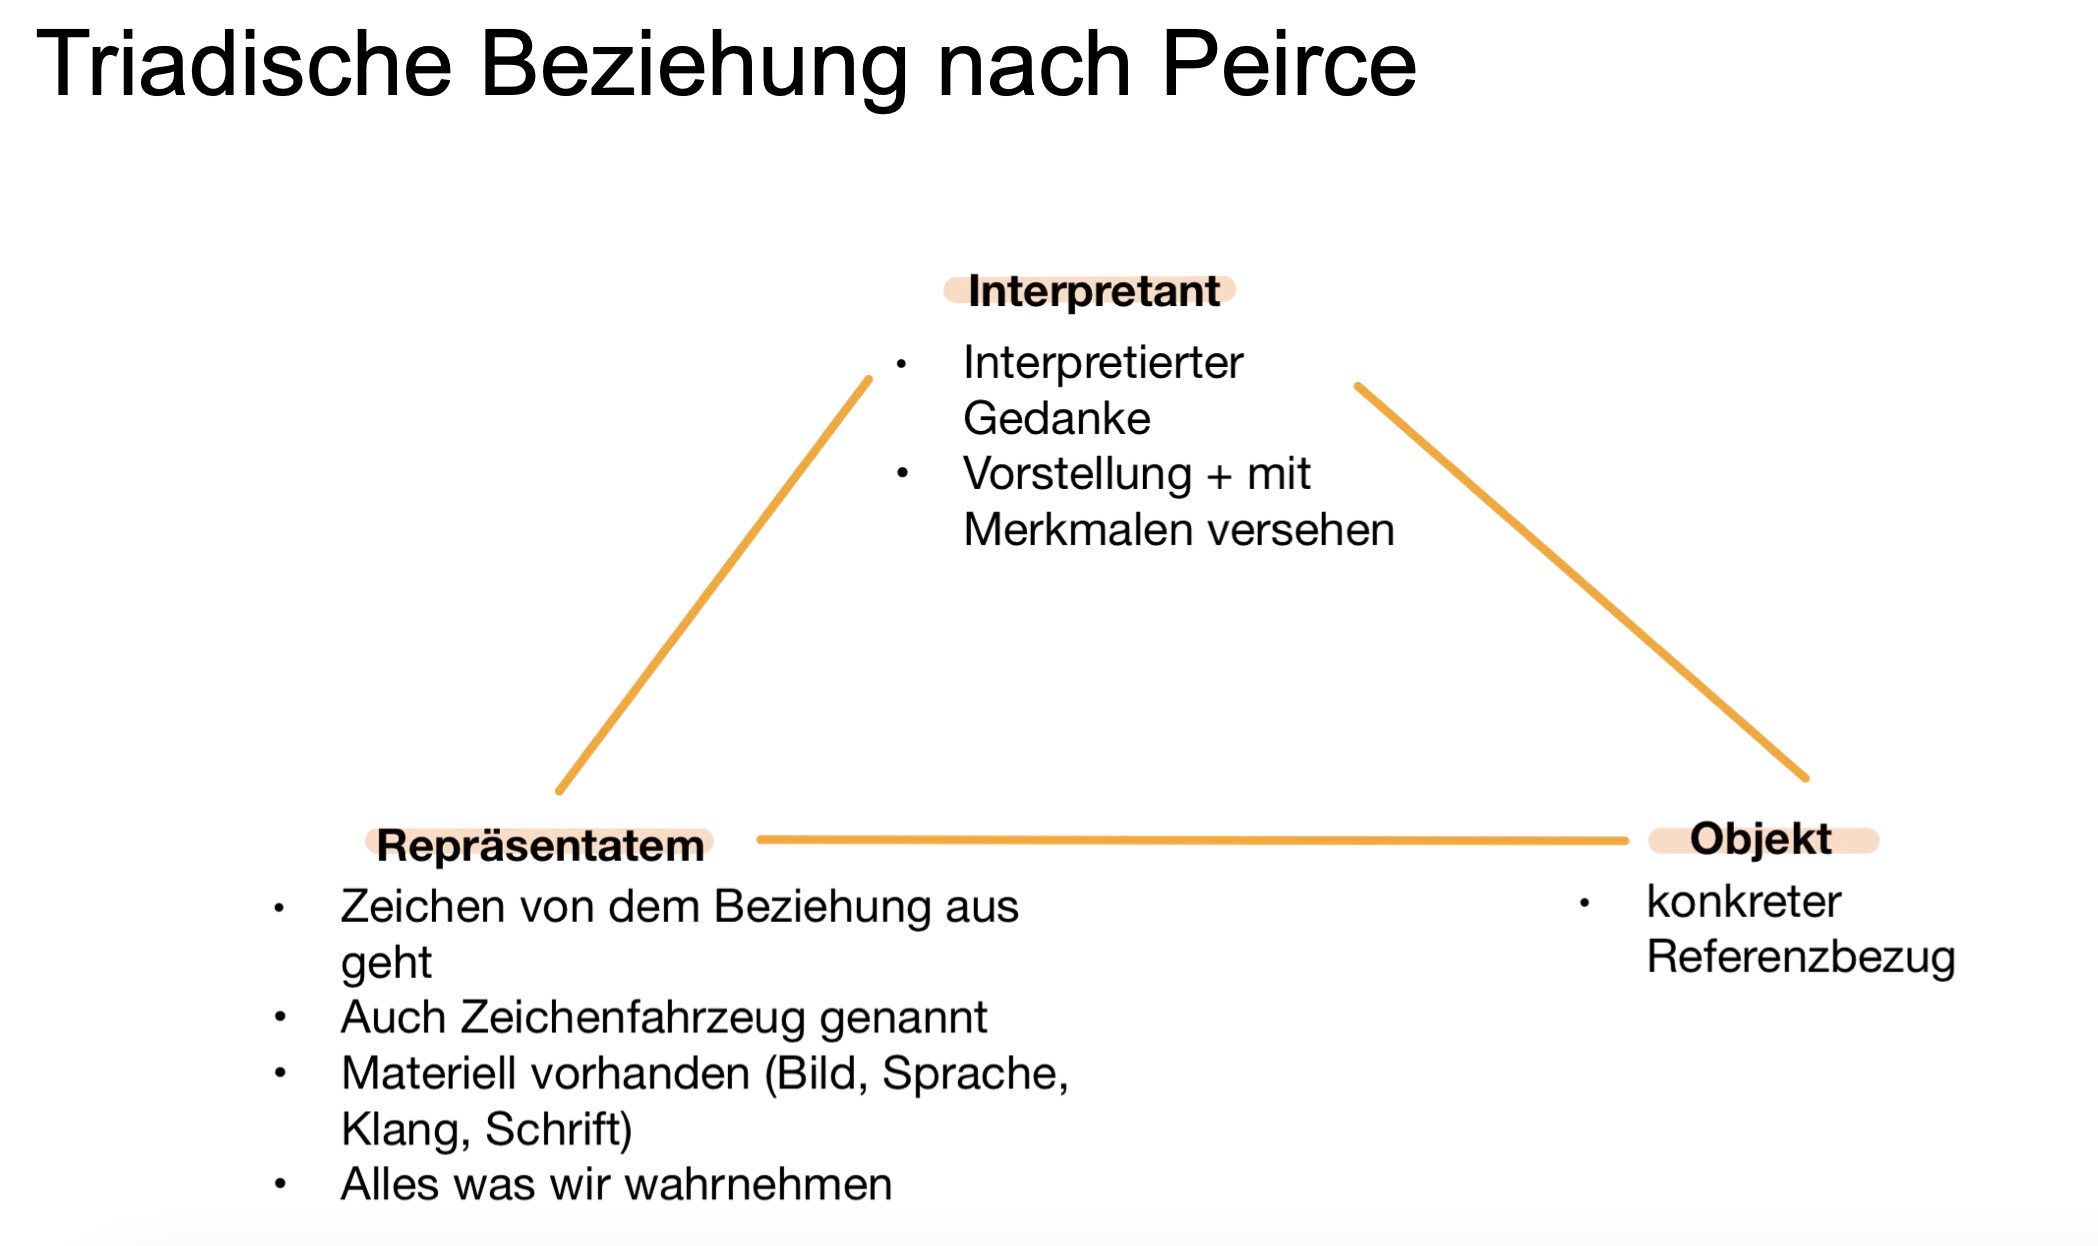 Triadische Beziehung nach Peirce
Interpretant
• Interpretierter
Gedanke
• Vorstellung + mit
Merkmalen versehen
Repräsentatem
• Zeichen von dem Beziehung aus
geht
• Auch Zeichenfahrzeug genannt
• Materiell vorhanden (Bild, Sprache,
Klang, Schrift)
• Alles was wir wahrnehmen
Objekt
• konkreter
Referenzbezug